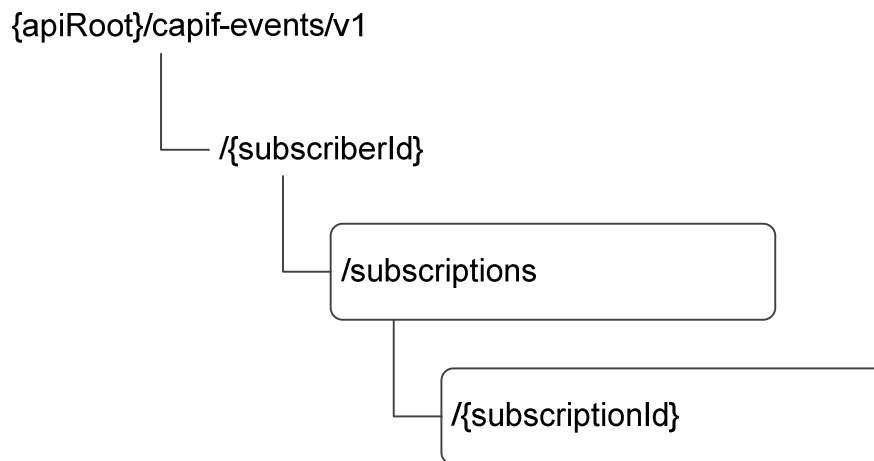 {apiRoot}/capif-events/v1
/{subscriberId}
/subscriptions
/{subscriptionId}